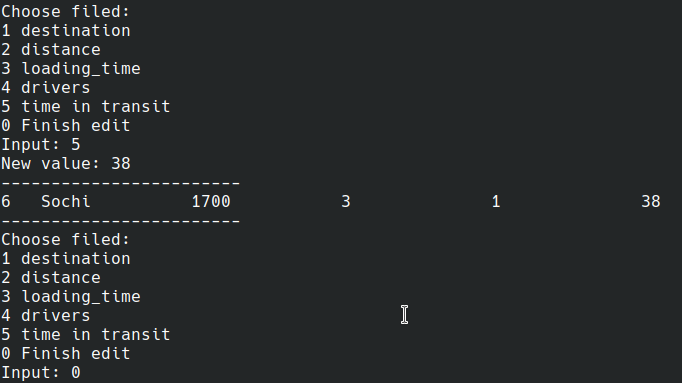 Choose filed:
1 destination
2 distance
3 loading_time
4 drivers
5 time in transit
0 Finish edit
Input: 5
New value: 38
------------------------
6   Sochi          1700           3              1              38
------------------------
Choose filed:
1 destination
2 distance
3 loading_time
4 drivers
5 time in transit
0 Finish edit
Input: 0